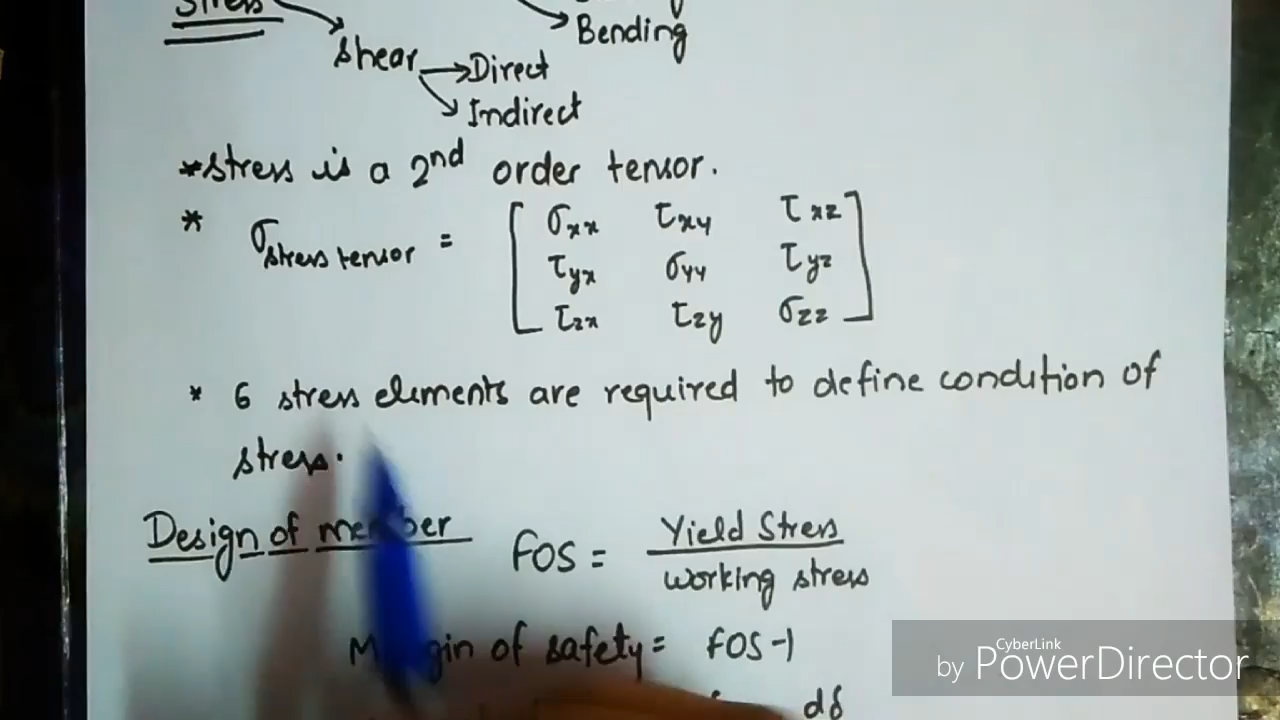 Stress
Bending
Shear → Direct
Indirect
*stress is a 2nd order tensor.
* σstress tensor = [ σxx τxy τxz
τyx σyy τyz
τzx τzy σzz ]
* 6 stress elements are required to define condition of
stress.
Design of member FOS = Yield Stress
working stress
Margin of safety = FOS -1
dδ
CyberLink
by PowerDirector